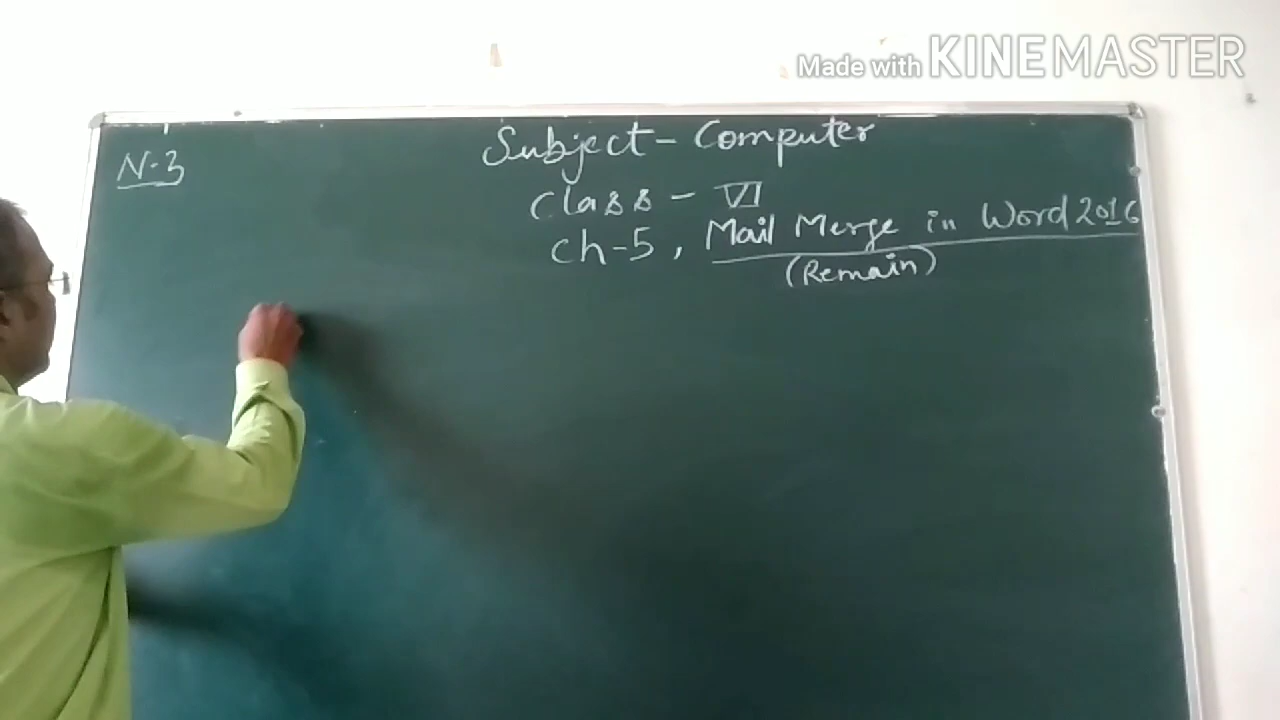 Made with KINEMASTER
N-3
Subject - Computer
Class - VI
Ch-5, Mail Merge in Word 2016
(Remain)